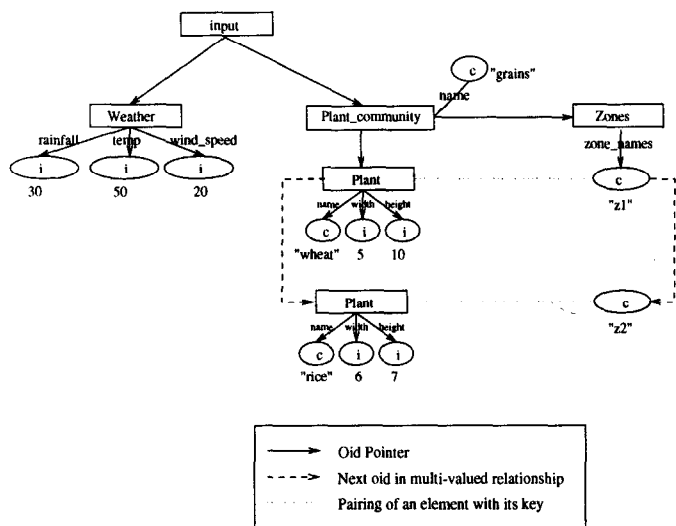 input
c "grains"
name
Weather
Plant_community
Zones
rainfall temp wind_speed
zone_names
i i i
30 50 20
Plant
c
"z1"
name width height
c i i
"wheat" 5 10
Plant
c
"z2"
name width height
c i i
"rice" 6 7
Oid Pointer
Next oid in multi-valued relationship
Pairing of an element with its key